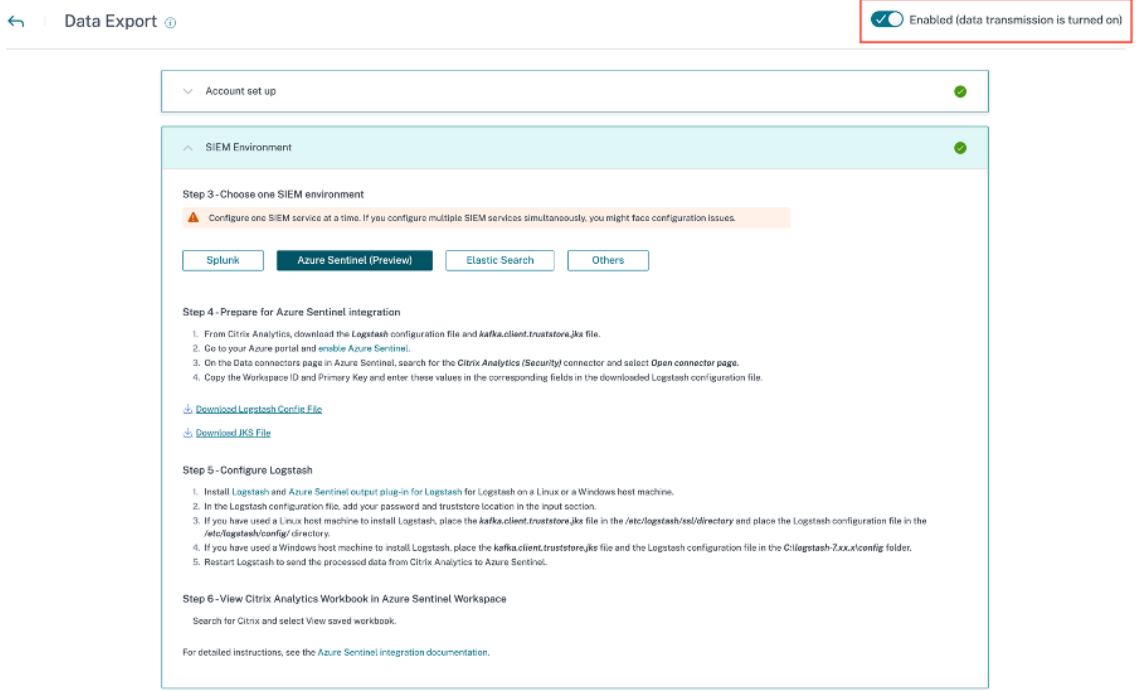 Data Export
Enabled (data transmission is turned on)
Account set up
SIEM Environment
Step 3 - Choose one SIEM environment
Configure one SIEM service at a time. If you configure multiple SIEM services simultaneously, you might face configuration issues.
Splunk
Azure Sentinel (Preview)
Elastic Search
Others
Step 4 - Prepare for Azure Sentinel integration
1. From Citrix Analytics, download the Logstash configuration file and kafka.client.truststore.jks file.
2. Go to your Azure portal and enable Azure Sentinel.
3. On the Data connectors page in Azure Sentinel, search for the Citrix Analytics (Security) connector and select Open connector page.
4. Copy the Workspace ID and Primary Key and enter these values in the corresponding fields in the downloaded Logstash configuration file.
Download Logstash Config File
Download JKS File
Step 5 - Configure Logstash
1. Install Logstash and Azure Sentinel output plug-in for Logstash for Logstash on a Linux or a Windows host machine.
2. In the Logstash configuration file, add your password and truststore location in the input section.
3. If you have used a Linux host machine to install Logstash, place the kafka.client.truststore.jks file in the /etc/logstash/ssl/directory and place the Logstash configuration file in the
/etc/logstash/config/ directory.
4. If you have used a Windows host machine to install Logstash, place the kafka.client.truststore.jks file and the Logstash configuration file in the C:\logstash-7.xx.x\config folder.
5. Restart Logstash to send the processed data from Citrix Analytics to Azure Sentinel.
Step 6 - View Citrix Analytics Workbook in Azure Sentinel Workspace
Search for Citrix and select View saved workbook.
For detailed instructions, see the Azure Sentinel integration documentation.